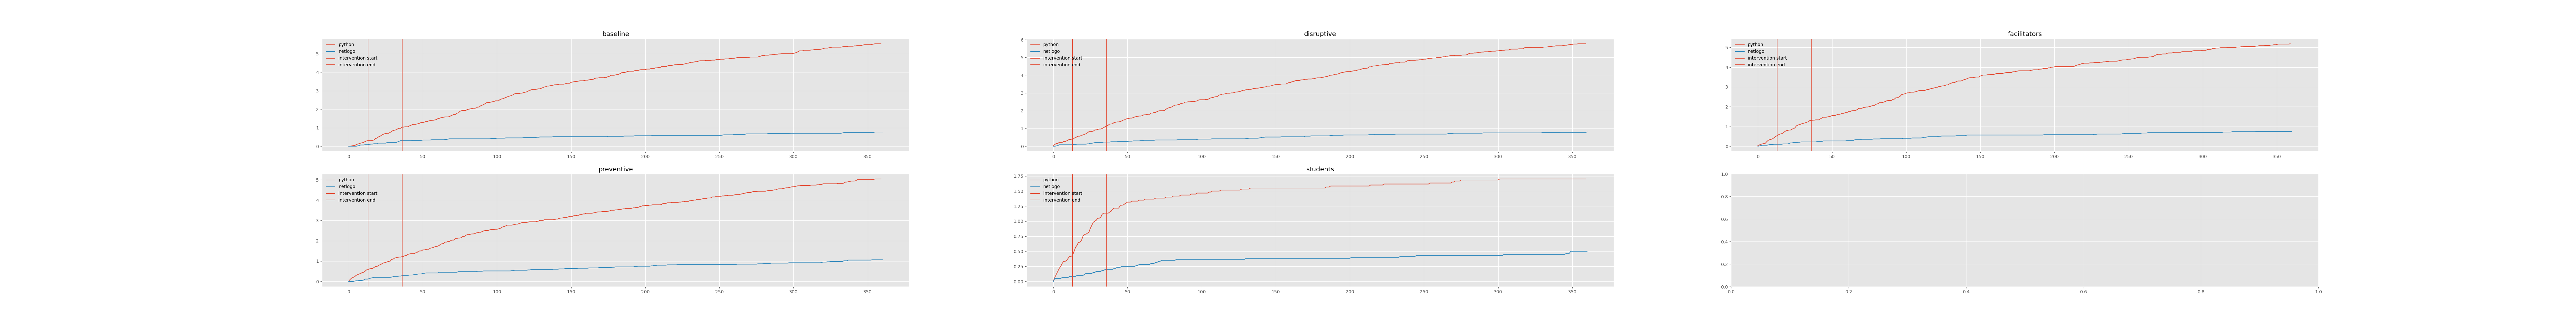 baseline
python
netlogo
intervention start
intervention end
5
4
3
2
1
0
0 50 100 150 200 250 300 350
disruptive
python
netlogo
intervention start
intervention end
6
5
4
3
2
1
0
0 50 100 150 200 250 300 350
facilitators
python
netlogo
intervention start
intervention end
5
4
3
2
1
0
0 50 100 150 200 250 300 350
preventive
python
netlogo
intervention start
intervention end
5
4
3
2
1
0
0 50 100 150 200 250 300 350
students
python
netlogo
intervention start
intervention end
1.75
1.50
1.25
1.00
0.75
0.50
0.25
0.00
0 50 100 150 200 250 300 350
1.0
0.8
0.6
0.4
0.2
0.0
0.0 0.2 0.4 0.6 0.8 1.0